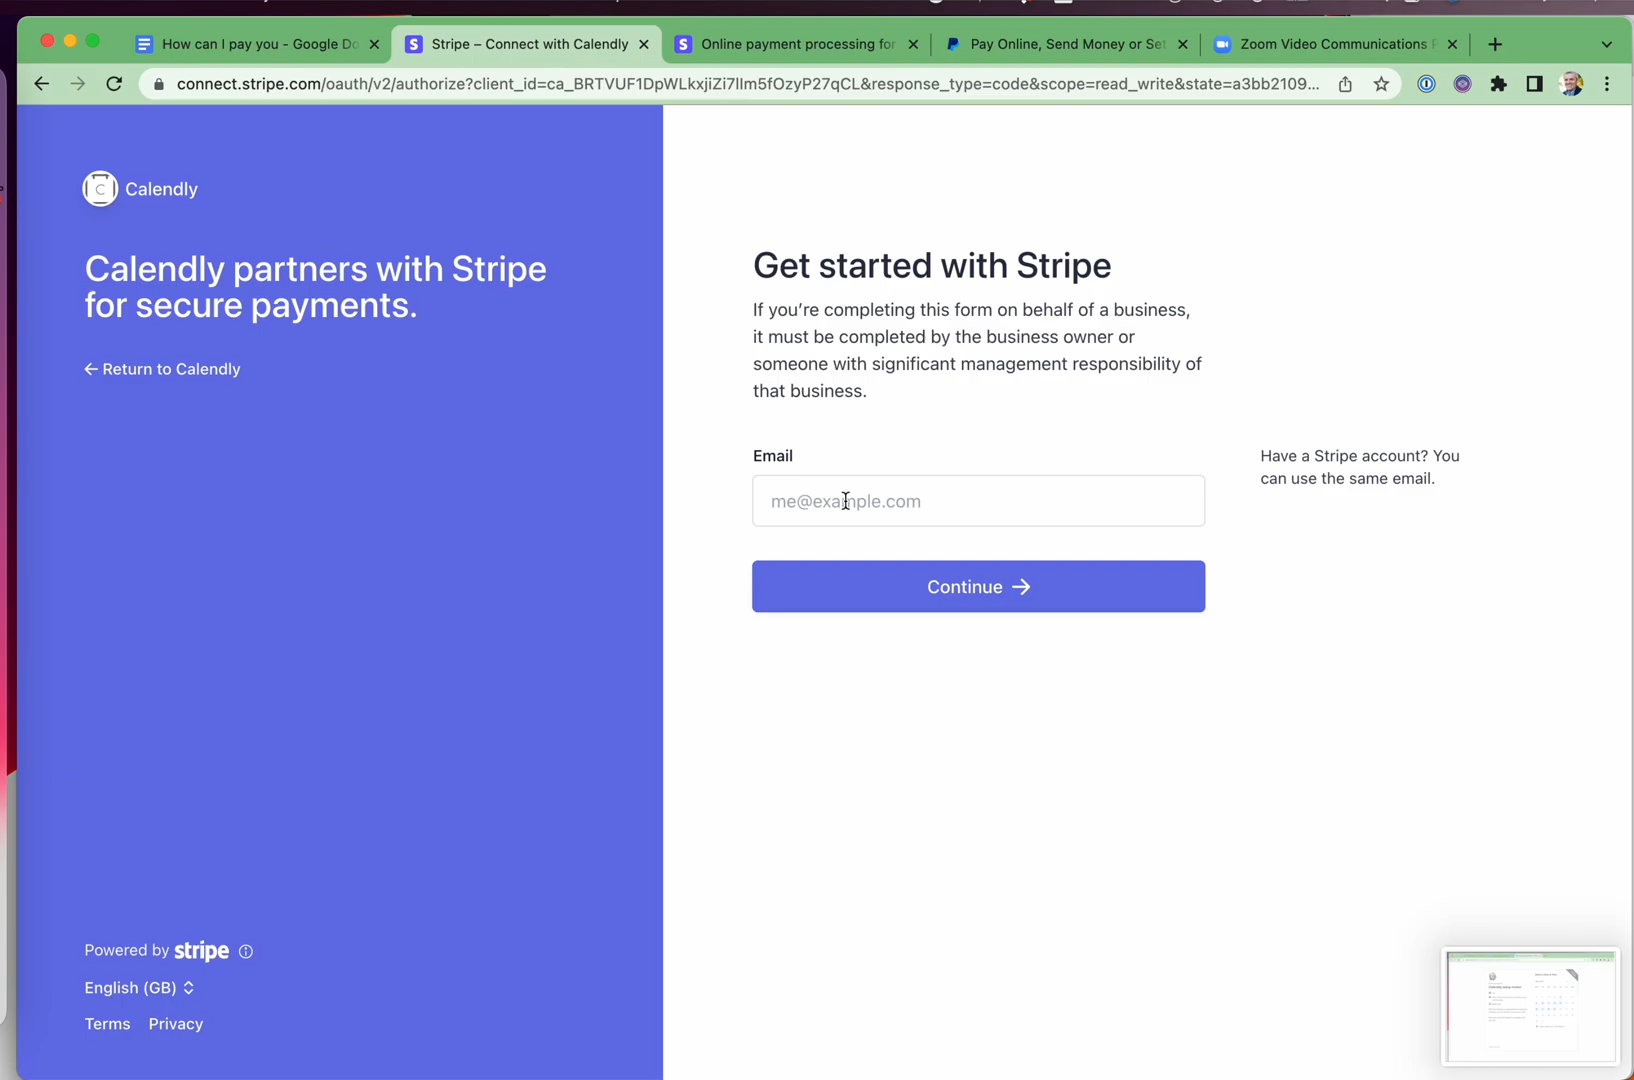 How can I pay you - Google Do
Stripe – Connect with Calendly
Online payment processing for
Pay Online, Send Money or Set
Zoom Video Communications
connect.stripe.com/oauth/v2/authorize?client_id=ca_BRTVUF1DpWLkxjiZi7lIm5fOzyP27qCL&response_type=code&scope=read_write&state=a3bb2109...
Calendly
Calendly partners with Stripe
for secure payments.
← Return to Calendly
Powered by stripe
English (GB)
Terms Privacy
Get started with Stripe
If you’re completing this form on behalf of a business,
it must be completed by the business owner or
someone with significant management responsibility of
that business.
Email
me@example.com
Continue →
Have a Stripe account? You
can use the same email.